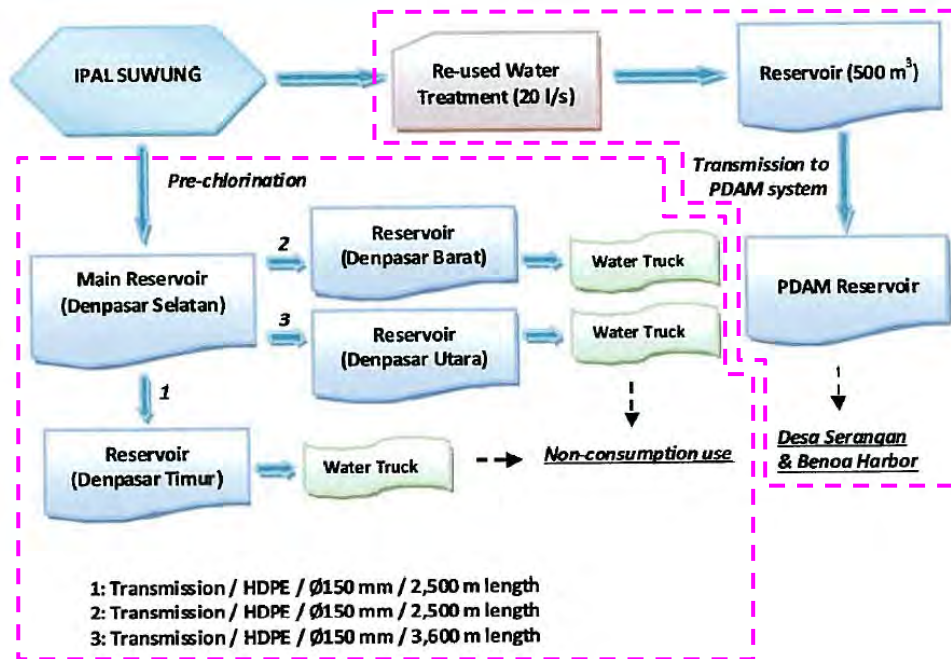 IPAL SUWUNG
Re-used Water
Treatment (20 l/s)
Reservoir (500 m³)
Pre-chlorination
Transmission to
PDAM system
Main Reservoir
(Denpasar Selatan)
2
Reservoir
(Denpasar Barat)
Water Truck
PDAM Reservoir
3
Reservoir
(Denpasar Utara)
Water Truck
1
Reservoir
(Denpasar Timur)
Water Truck
Non-consumption use
Desa Serangan
& Benoa Harbor
1: Transmission / HDPE / Ø150 mm / 2,500 m length
2: Transmission / HDPE / Ø150 mm / 2,500 m length
3: Transmission / HDPE / Ø150 mm / 3,600 m length